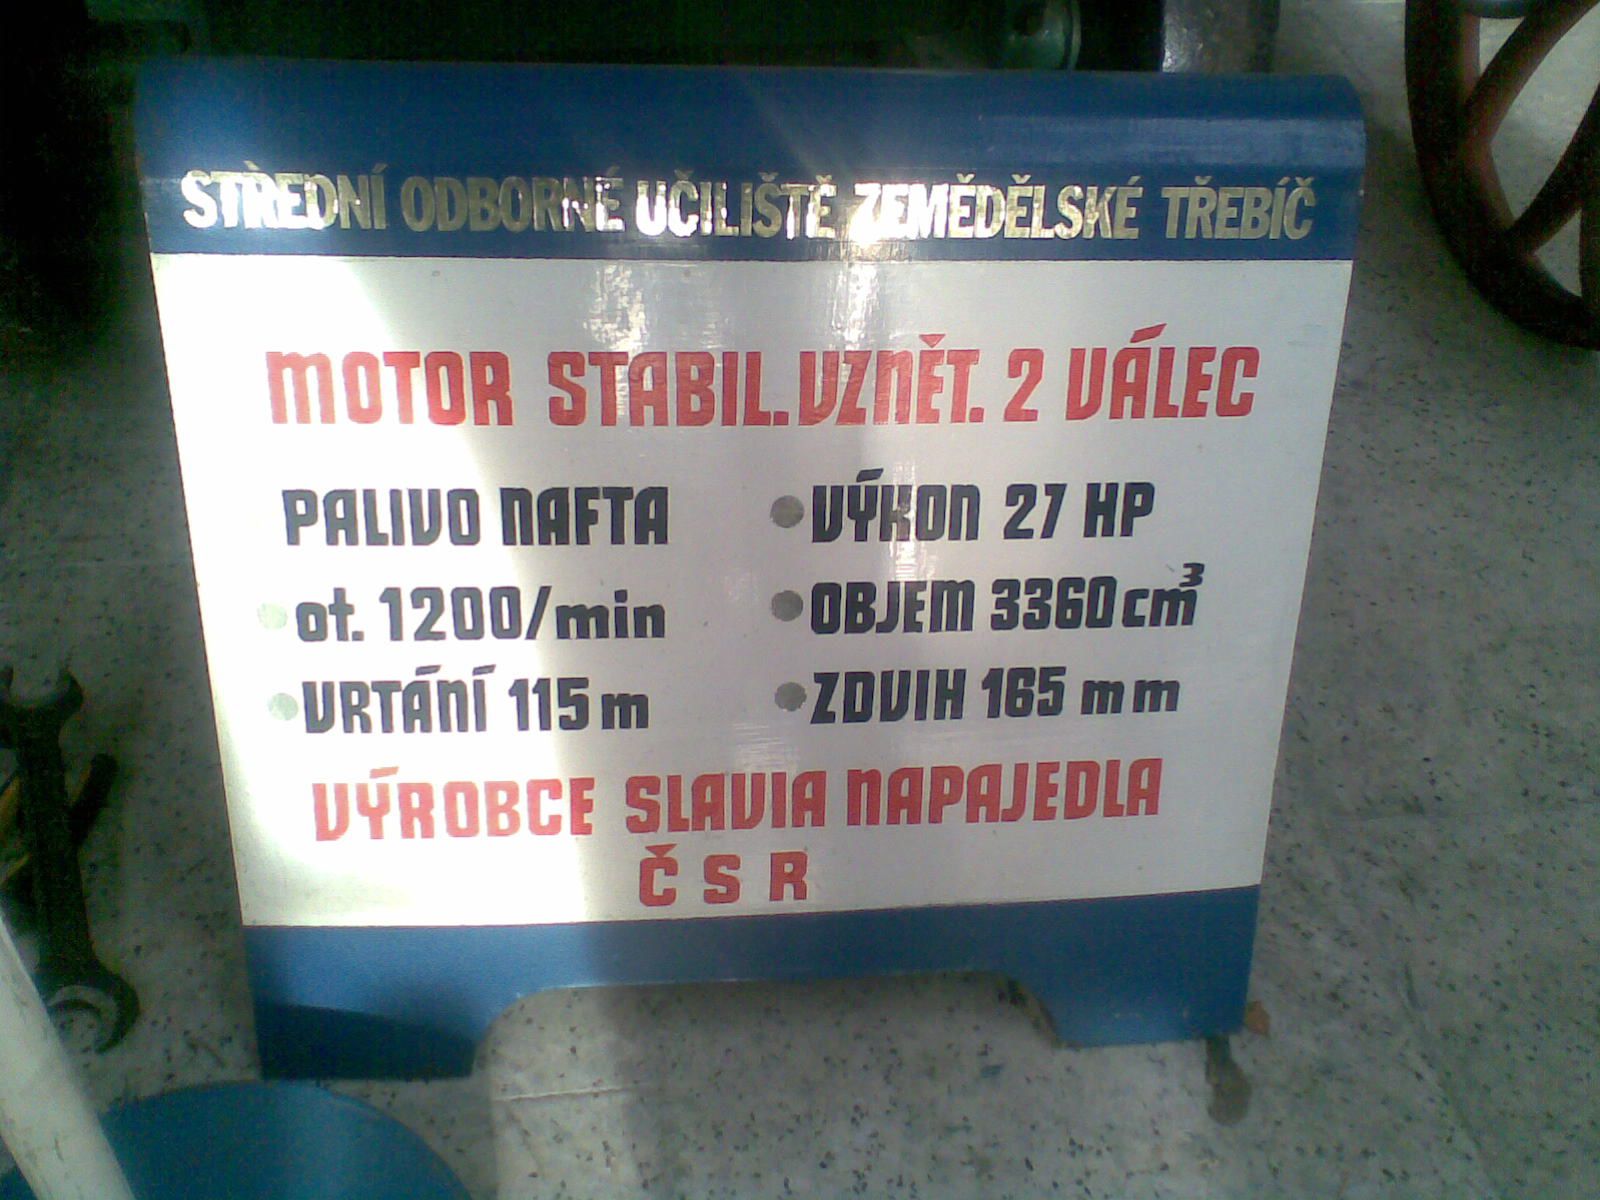 STŘEDNÍ ODBORNÉ UČILIŠTĚ ZEMĚDĚLSKÉ TŘEBÍČ
MOTOR STABIL. VZNĚT. 2 VÁLEC
PALIVO NAFTA
VÝKON 27 HP
ot. 1200/min
OBJEM 3360 cm³
VRTÁNÍ 115 m
ZDVIH 165 mm
VÝROBCE SLAVIA NAPAJEDLA
ČSR